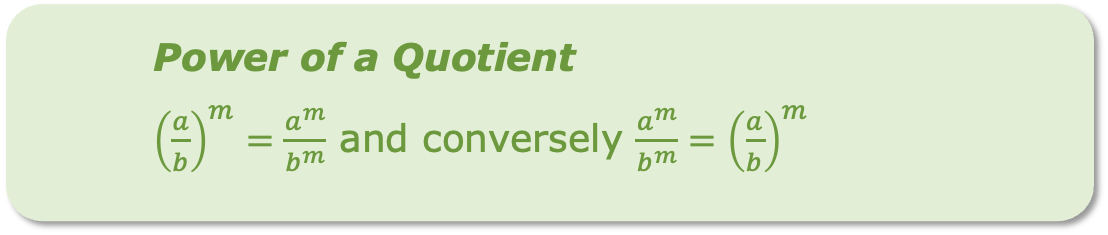 Power of a Quotient
(a/b)^m = a^m/b^m and conversely a^m/b^m = (a/b)^m